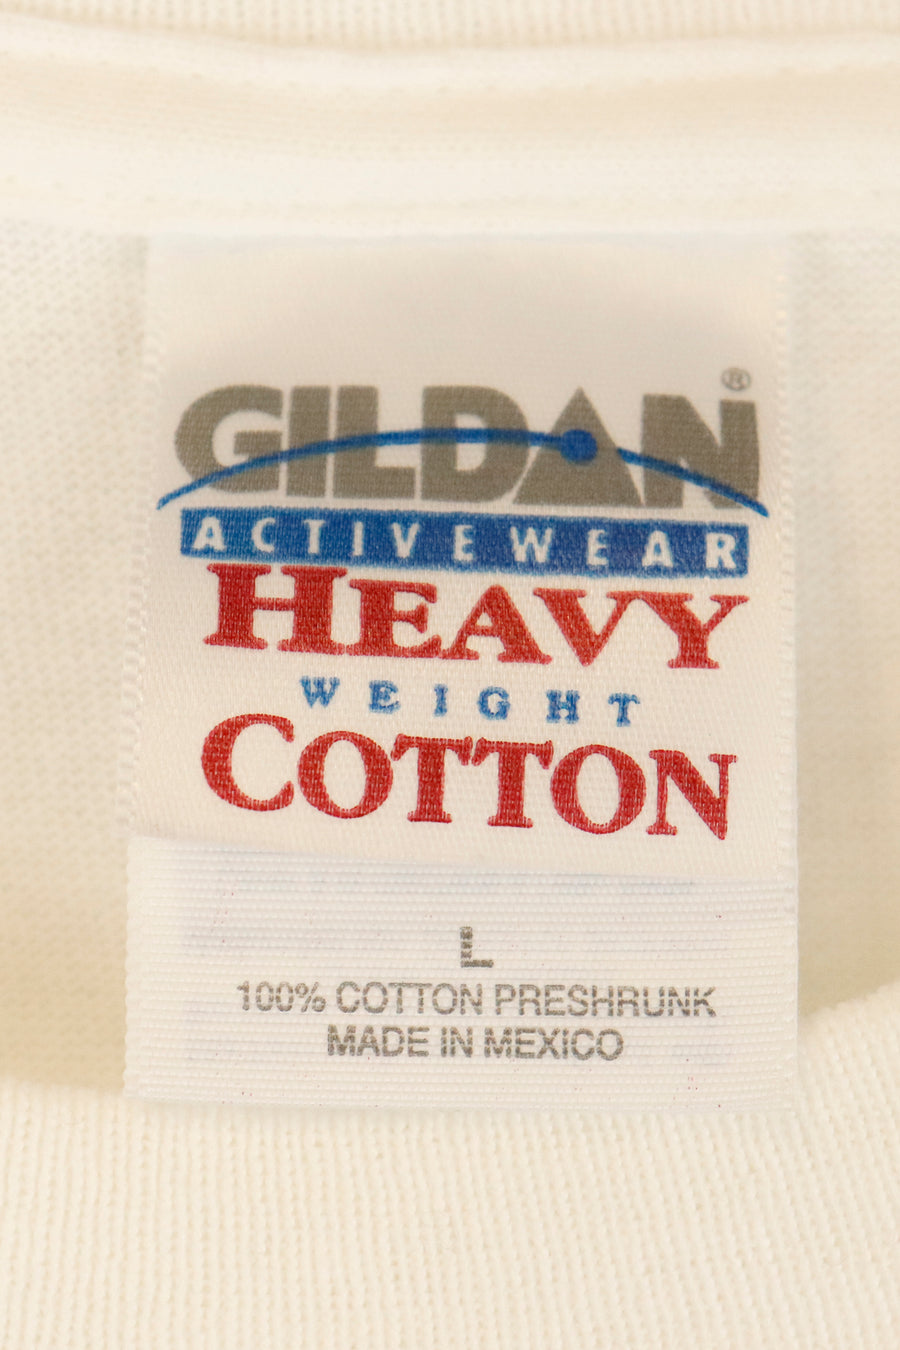 GILDAN®
ACTIVEWEAR
HEAVY
WEIGHT
COTTON
L
100% COTTON PRESHRUNK
MADE IN MEXICO